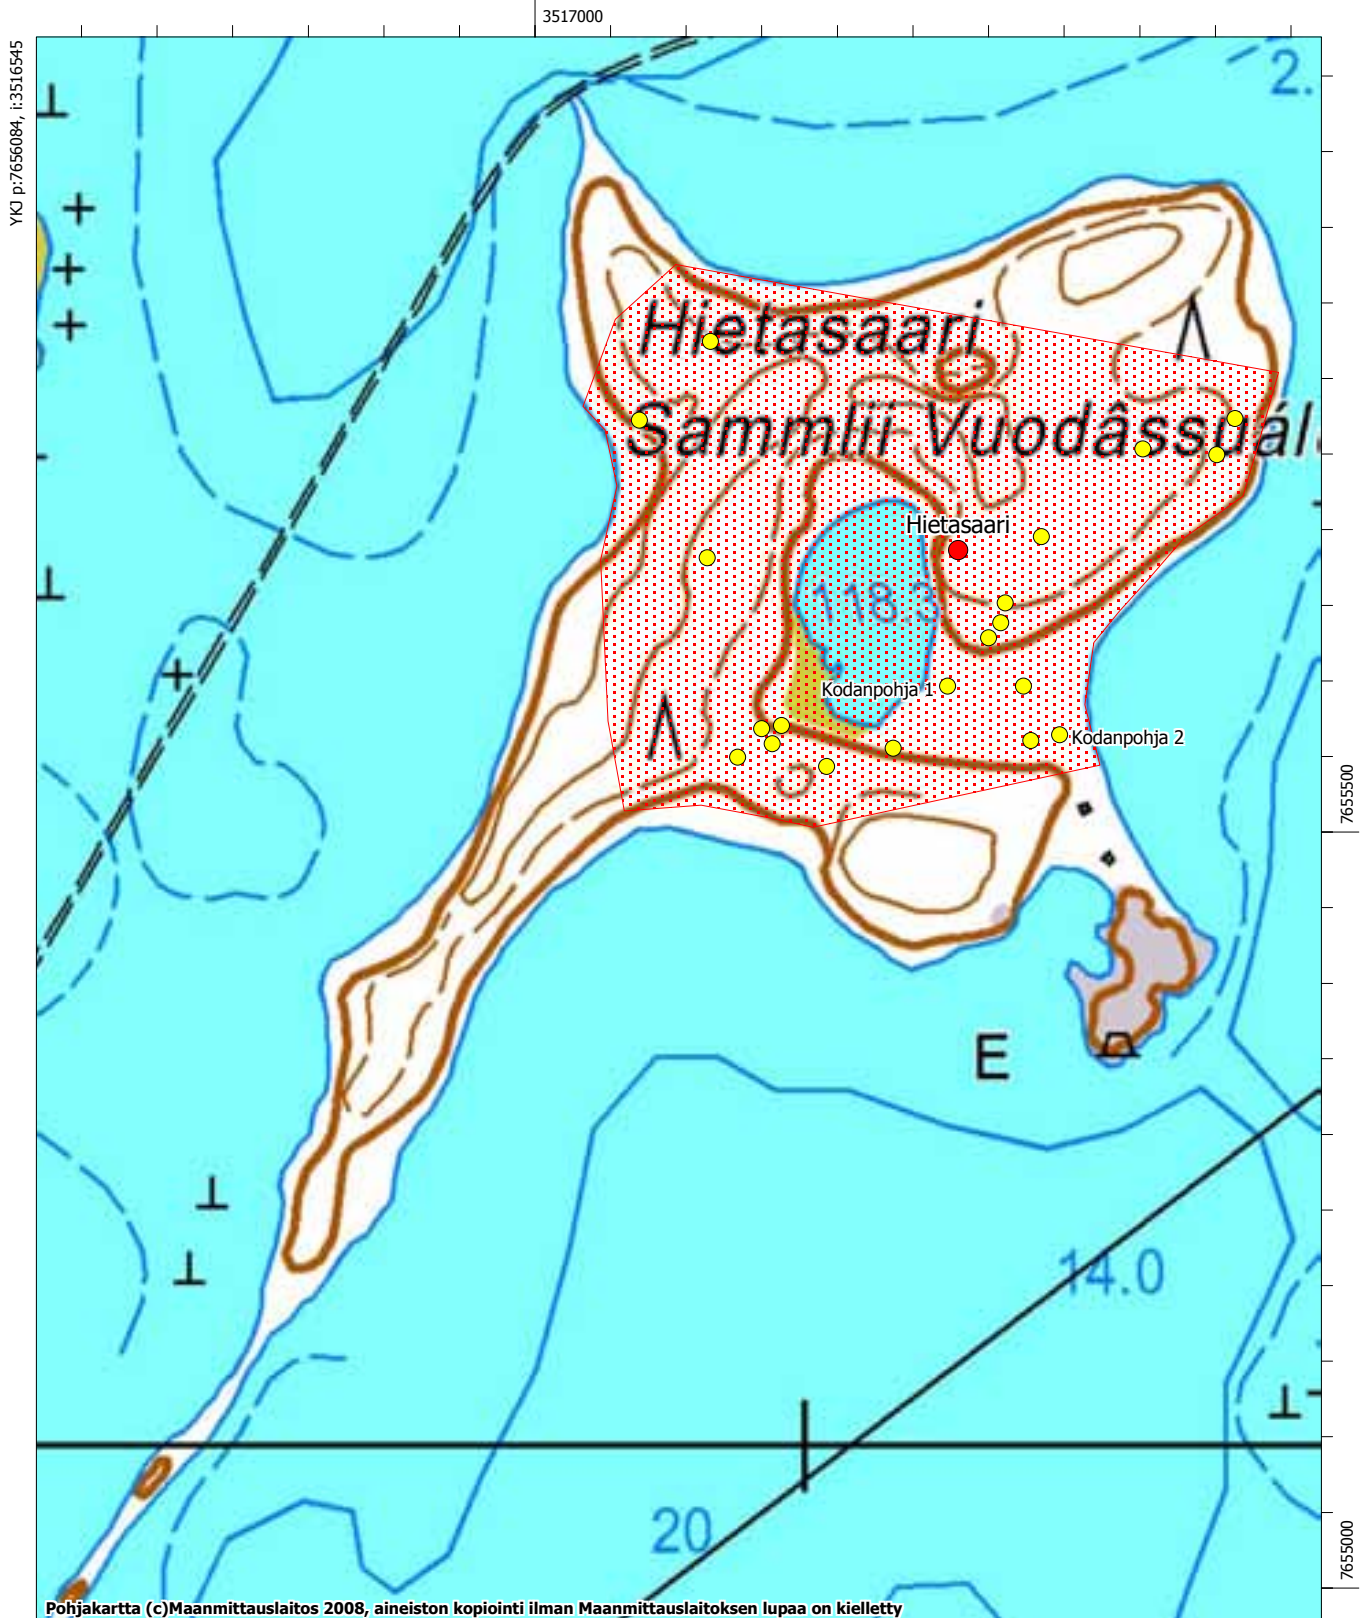 3517000
YKJ p:7656084, i:3516545
2.
Hietasaari
Sammlii Vuodâssuál
Hietasaari
118.3
Kodanpohja 1
Kodanpohja 2
7655500
E
14.0
20
7655000
Pohjakartta (c)Maanmittauslaitos 2008, aineiston kopiointi ilman Maanmittauslaitoksen lupaa on kielletty